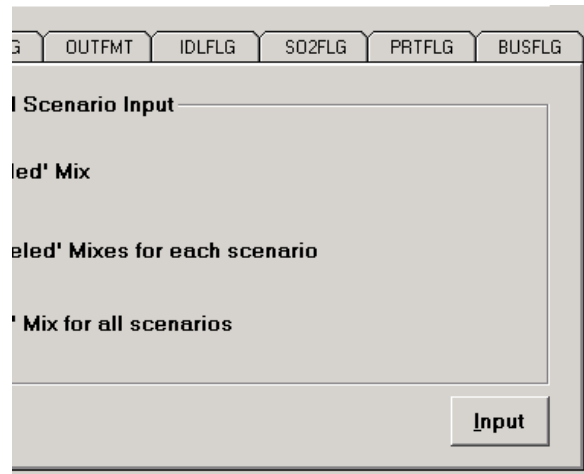 G OUTFMT IDLFLG SO2FLG PRTFLG BUSFLG
l Scenario Input
led' Mix
eled' Mixes for each scenario
' Mix for all scenarios
Input